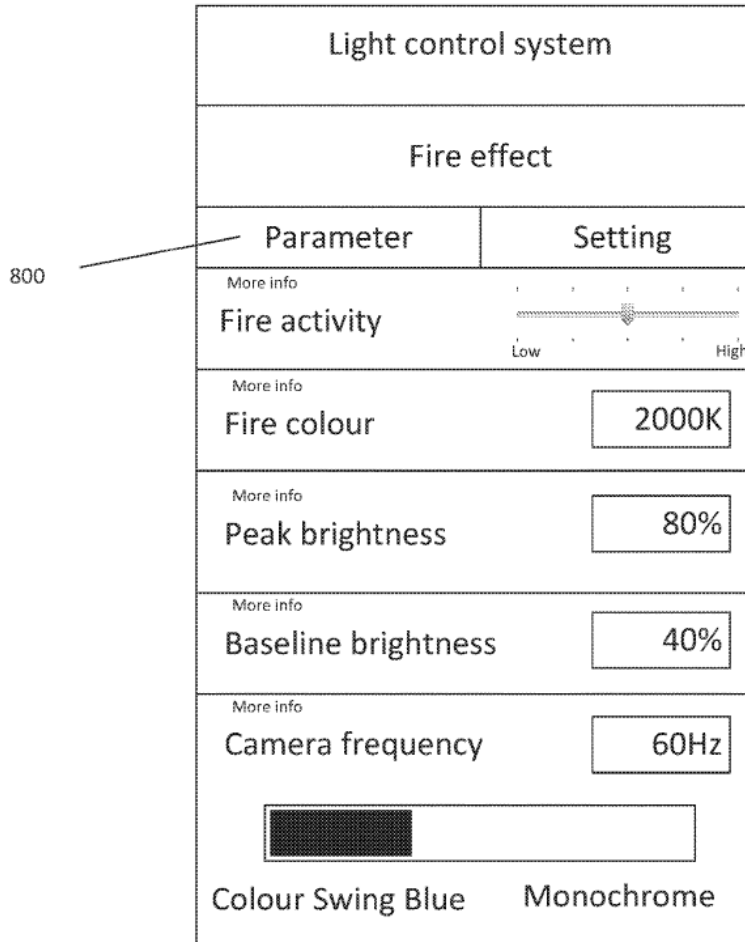 Light control system
Fire effect
Parameter Setting
800
More info
Fire activity
Low High
More info
Fire colour 2000K
More info
Peak brightness 80%
More info
Baseline brightness 40%
More info
Camera frequency 60Hz
Colour Swing Blue Monochrome